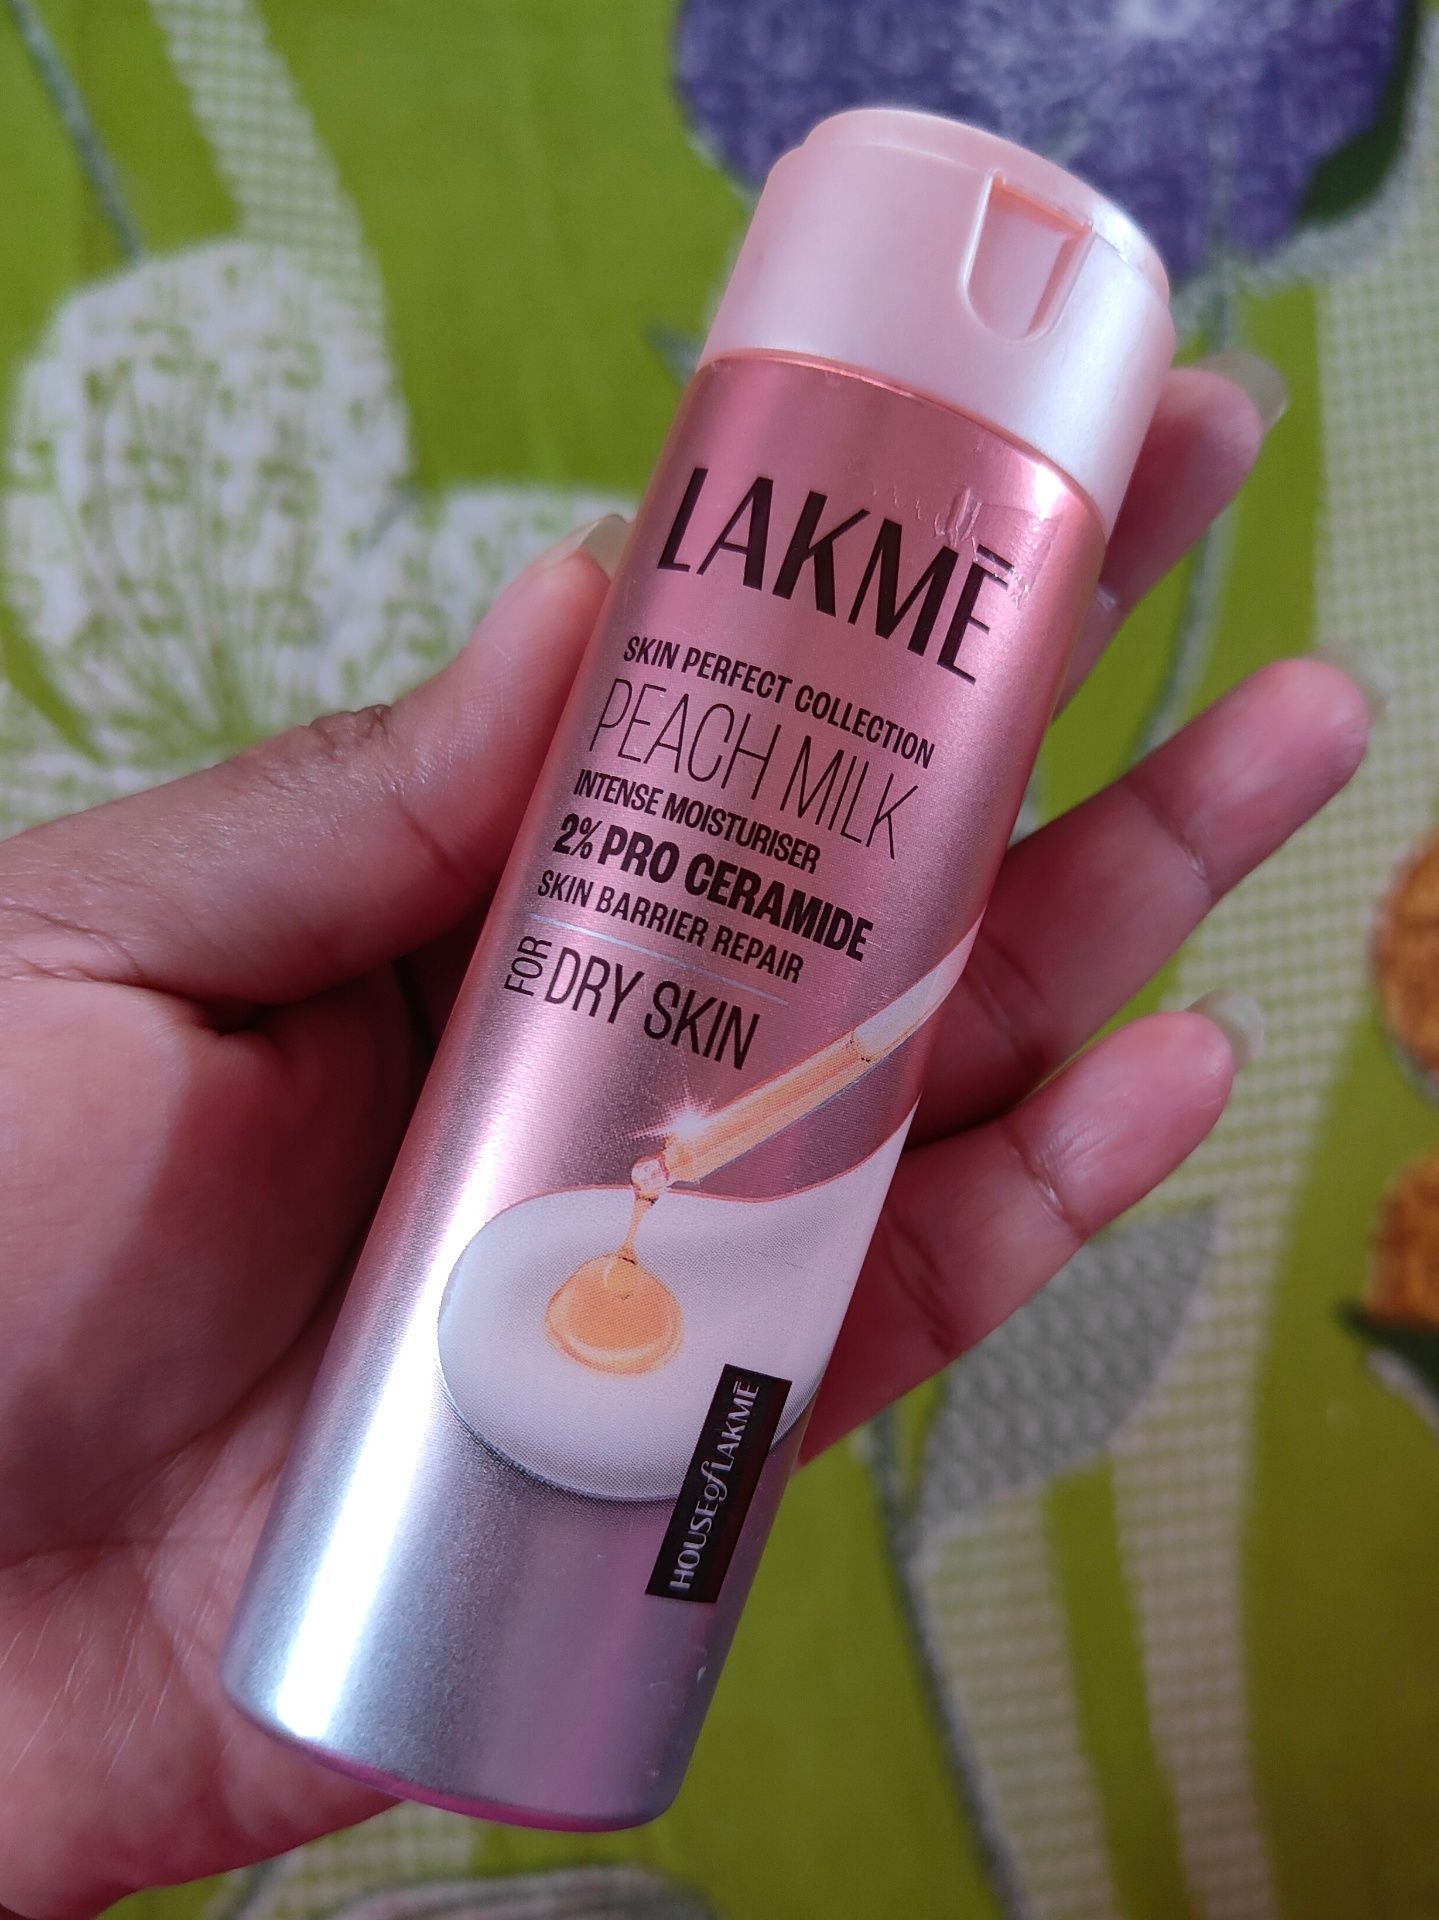 LAKMĒ
SKIN PERFECT COLLECTION
PEACH MILK
INTENSE MOISTURISER
2% PRO CERAMIDE
SKIN BARRIER REPAIR
FOR DRY SKIN
HOUSE of LAKMĒ